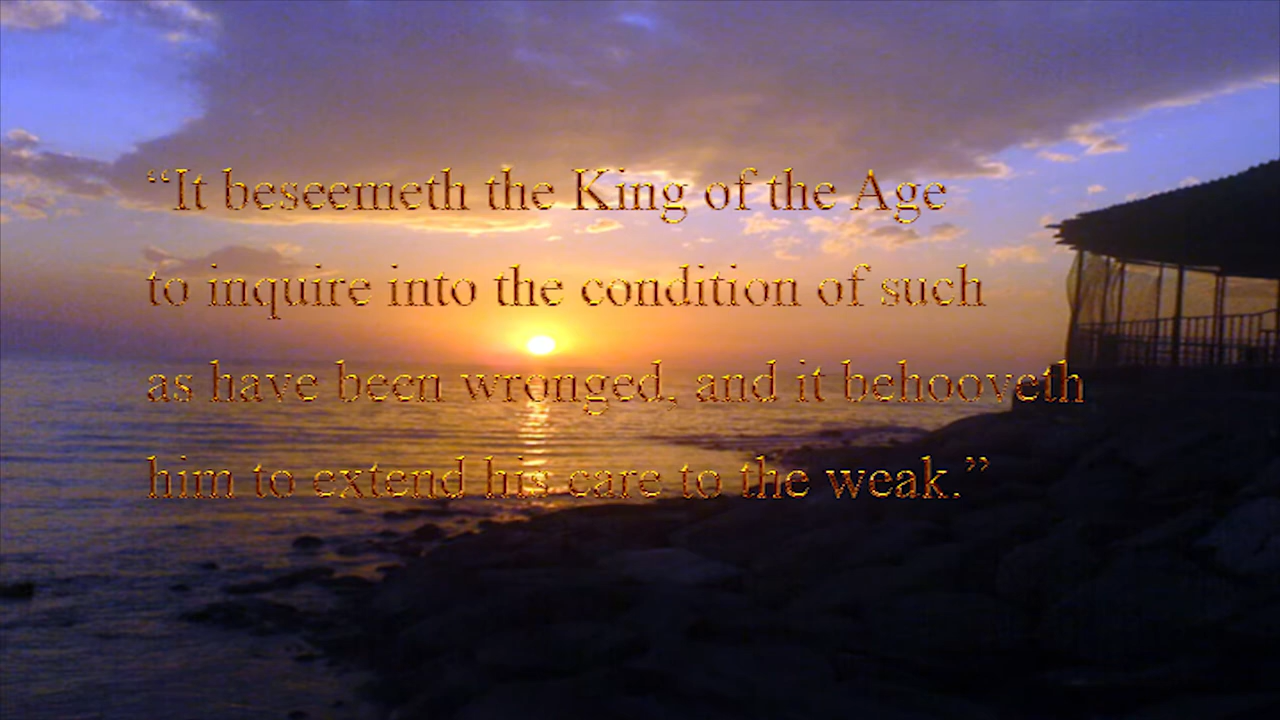 “It beseemeth the King of the Age
to inquire into the condition of such
as have been wronged, and it behooveth
him to extend his care to the weak.”